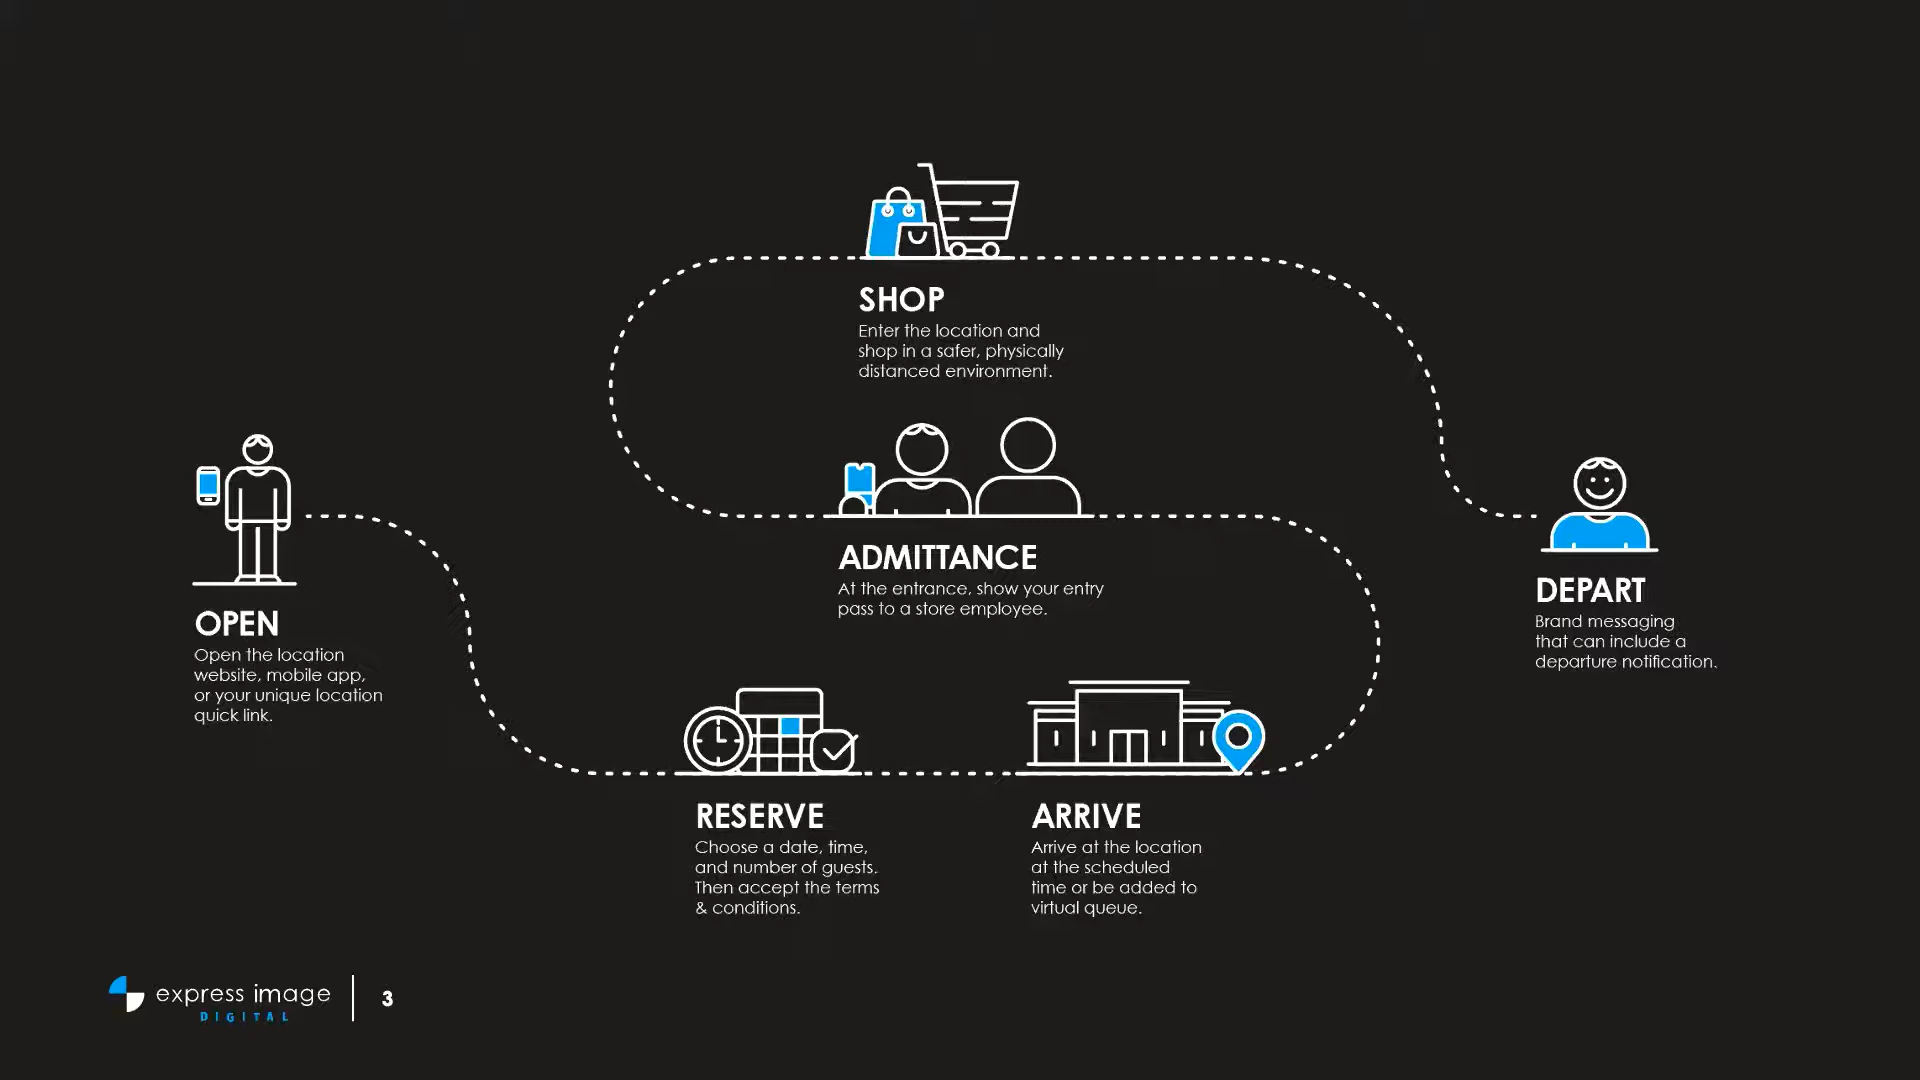 SHOP
Enter the location and
shop in a safer, physically
distanced environment.
ADMITTANCE
At the entrance, show your entry
pass to a store employee.
OPEN
Open the location
website, mobile app,
or your unique location
quick link.
DEPART
Brand messaging
that can include a
departure notification.
RESERVE
Choose a date, time,
and number of guests.
Then accept the terms
& conditions.
ARRIVE
Arrive at the location
at the scheduled
time or be added to
virtual queue.
express image
DIGITAL
3